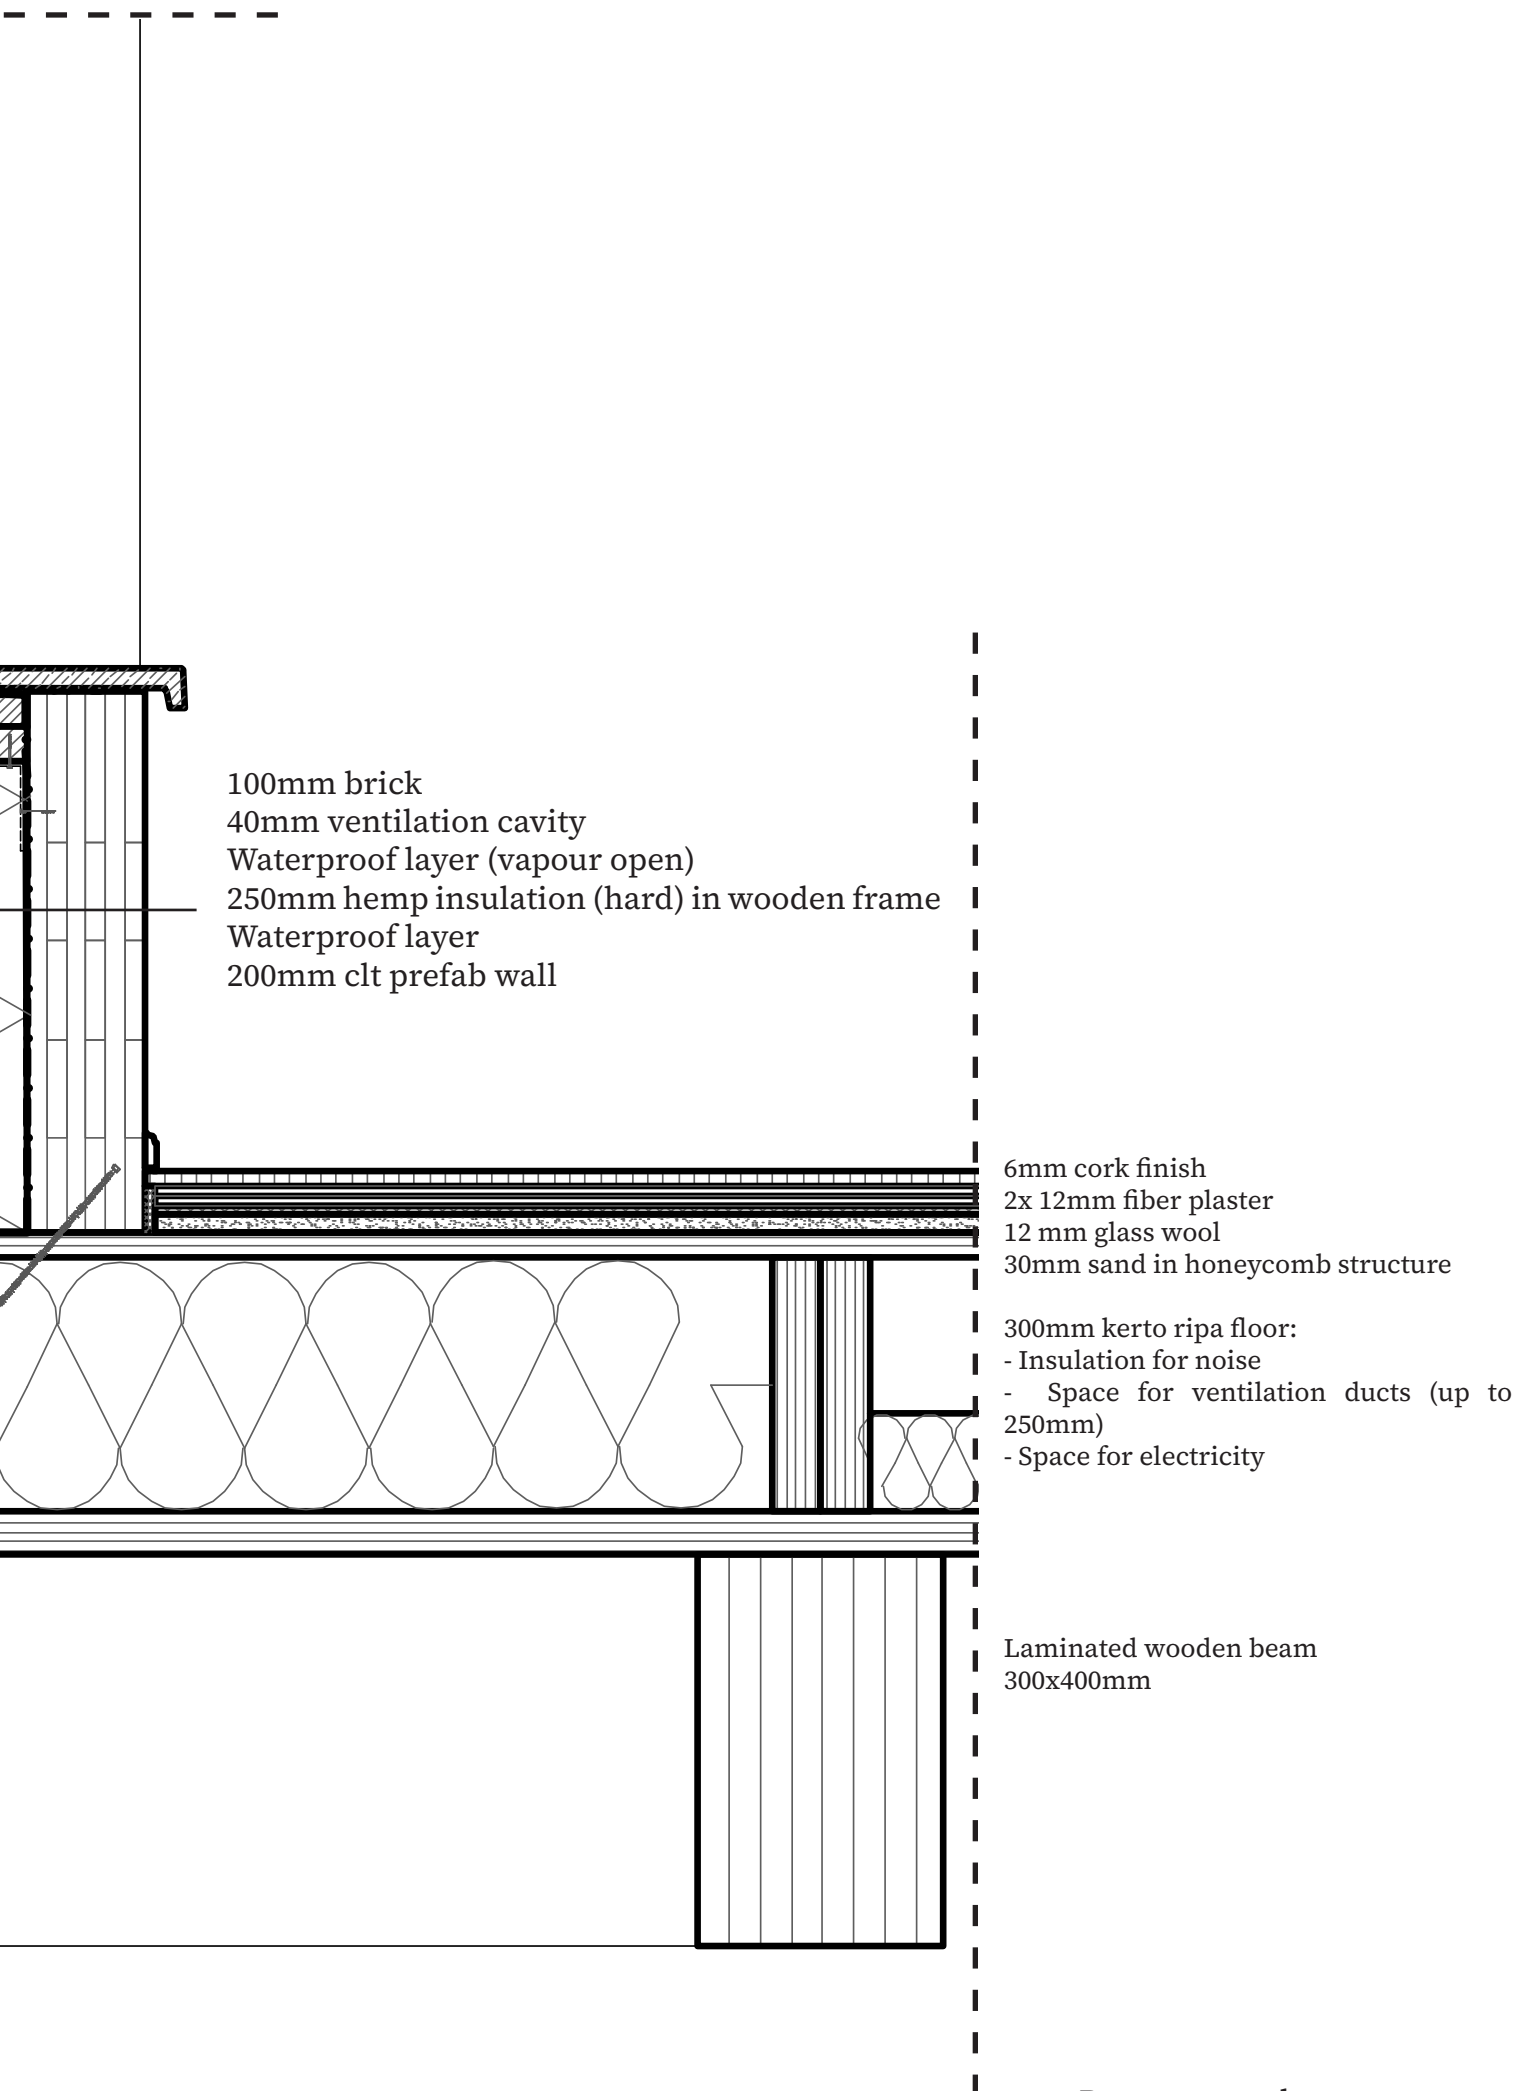 100mm brick
40mm ventilation cavity
Waterproof layer (vapour open)
250mm hemp insulation (hard) in wooden frame
Waterproof layer
200mm clt prefab wall
6mm cork finish
2x 12mm fiber plaster
12 mm glass wool
30mm sand in honeycomb structure
300mm kerto ripa floor:
- Insulation for noise
- Space for ventilation ducts (up to
250mm)
- Space for electricity
Laminated wooden beam
300x400mm